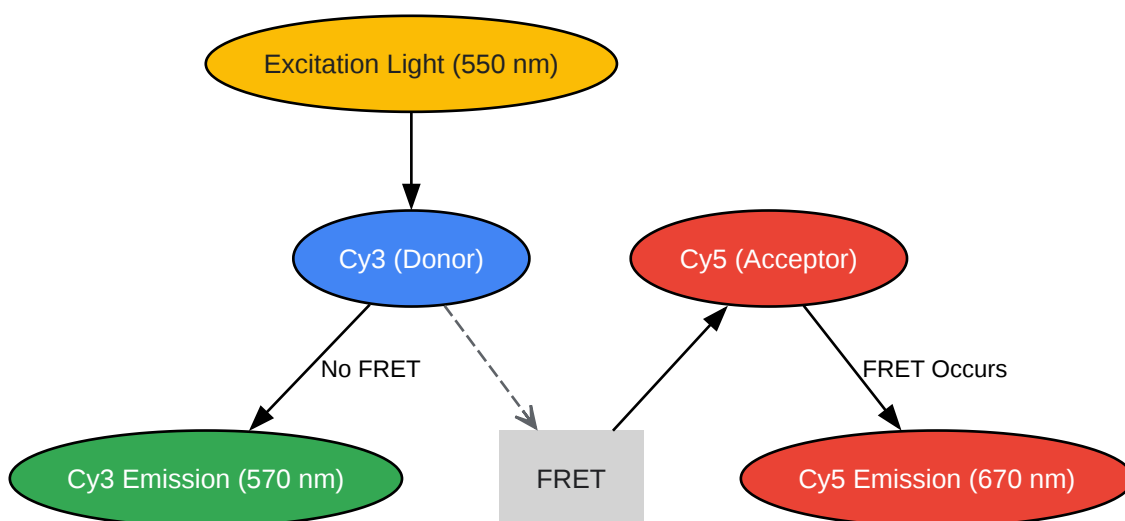 Excitation Light (550 nm)
Cy3 (Donor)
Cy5 (Acceptor)
No FRET
FRET Occurs
Cy3 Emission (570 nm)
FRET
Cy5 Emission (670 nm)